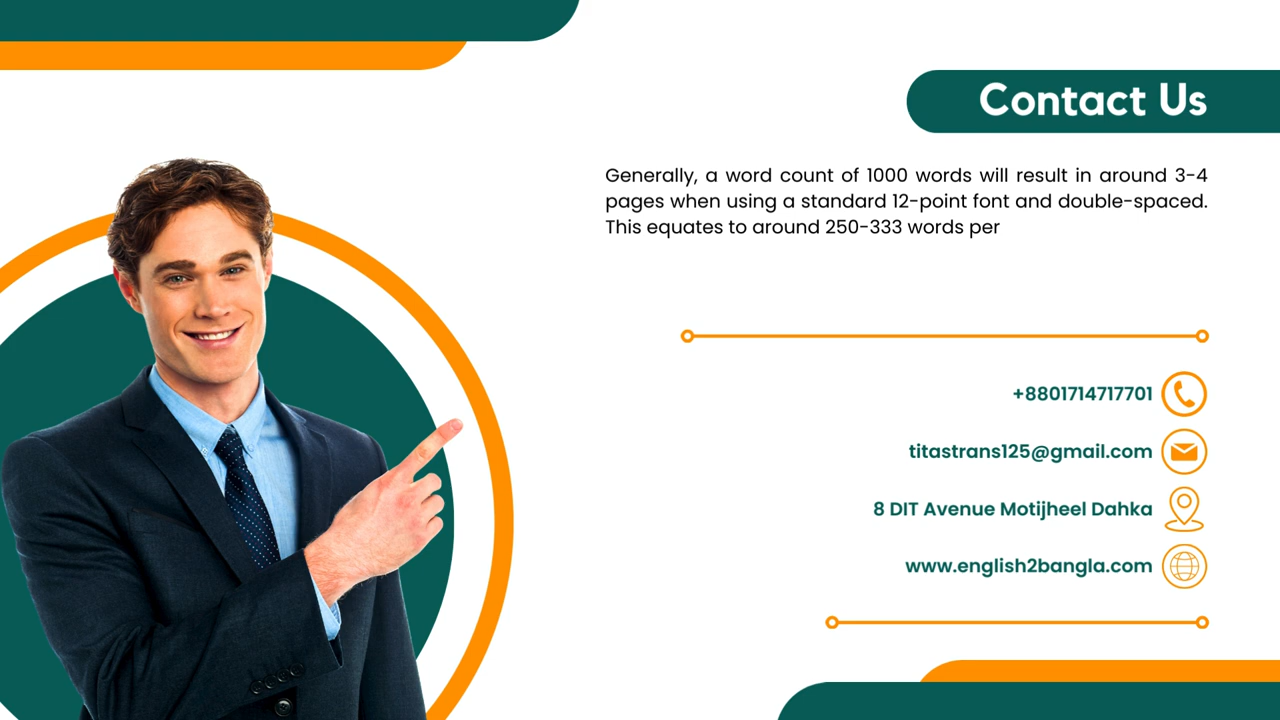 Contact Us
Generally, a word count of 1000 words will result in around 3-4
pages when using a standard 12-point font and double-spaced.
This equates to around 250-333 words per
+8801714717701
titastrans125@gmail.com
8 DIT Avenue Motijheel Dahka
www.english2bangla.com